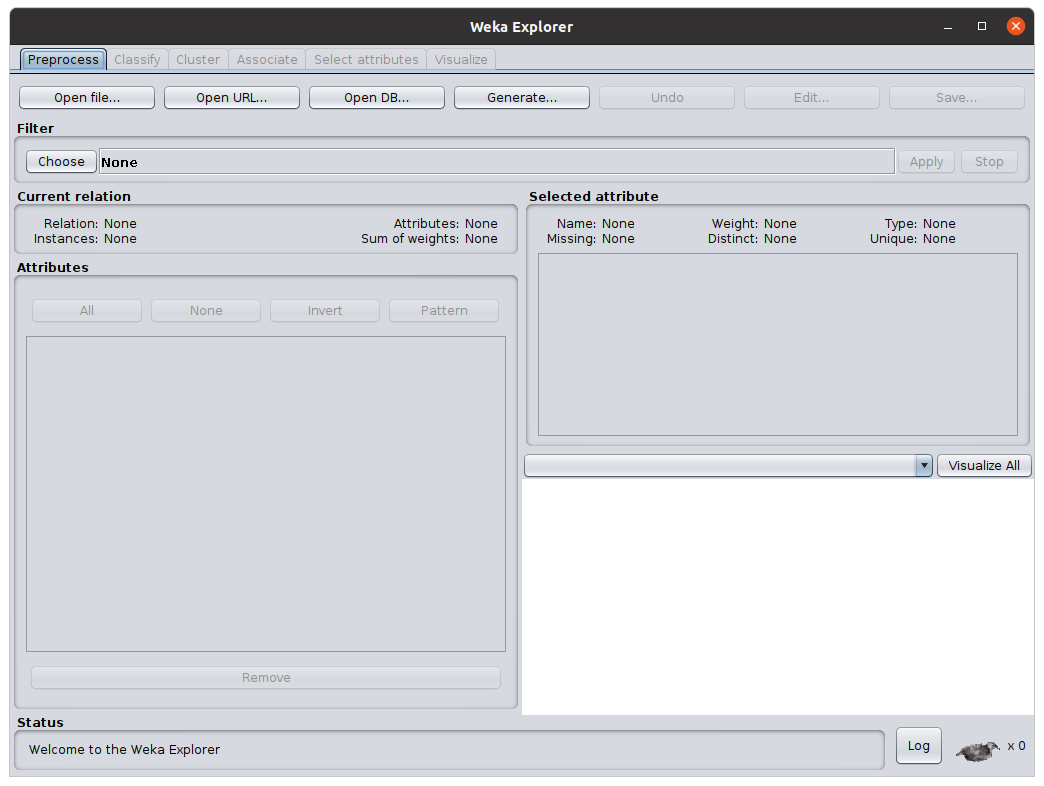 Weka Explorer
Preprocess Classify Cluster Associate Select attributes Visualize
Open file... Open URL... Open DB... Generate... Undo Edit... Save...
Filter
Choose None Apply Stop
Current relation
Relation: None Attributes: None
Instances: None Sum of weights: None
Selected attribute
Name: None Weight: None Type: None
Missing: None Distinct: None Unique: None
Attributes
All None Invert Pattern
Remove
Visualize All
Status
Welcome to the Weka Explorer
Log x 0